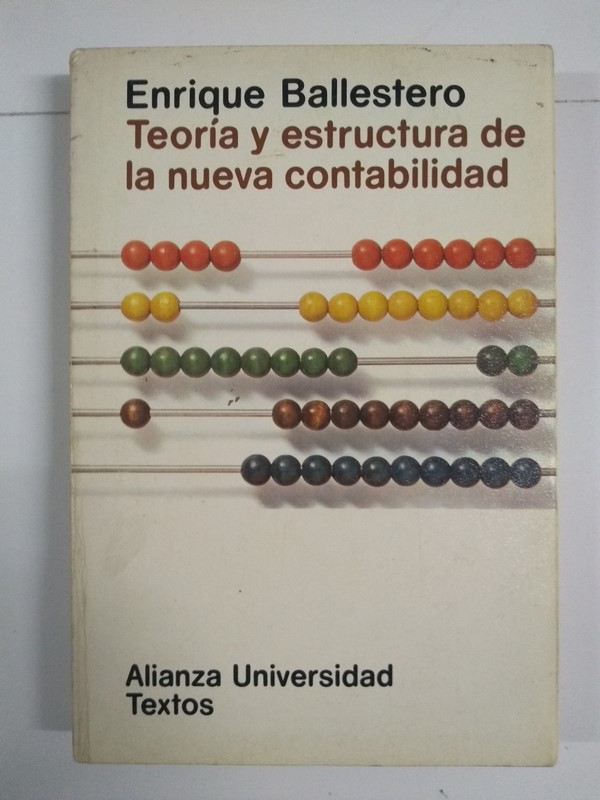 Enrique Ballestero
Teoría y estructura de
la nueva contabilidad
Alianza Universidad
Textos